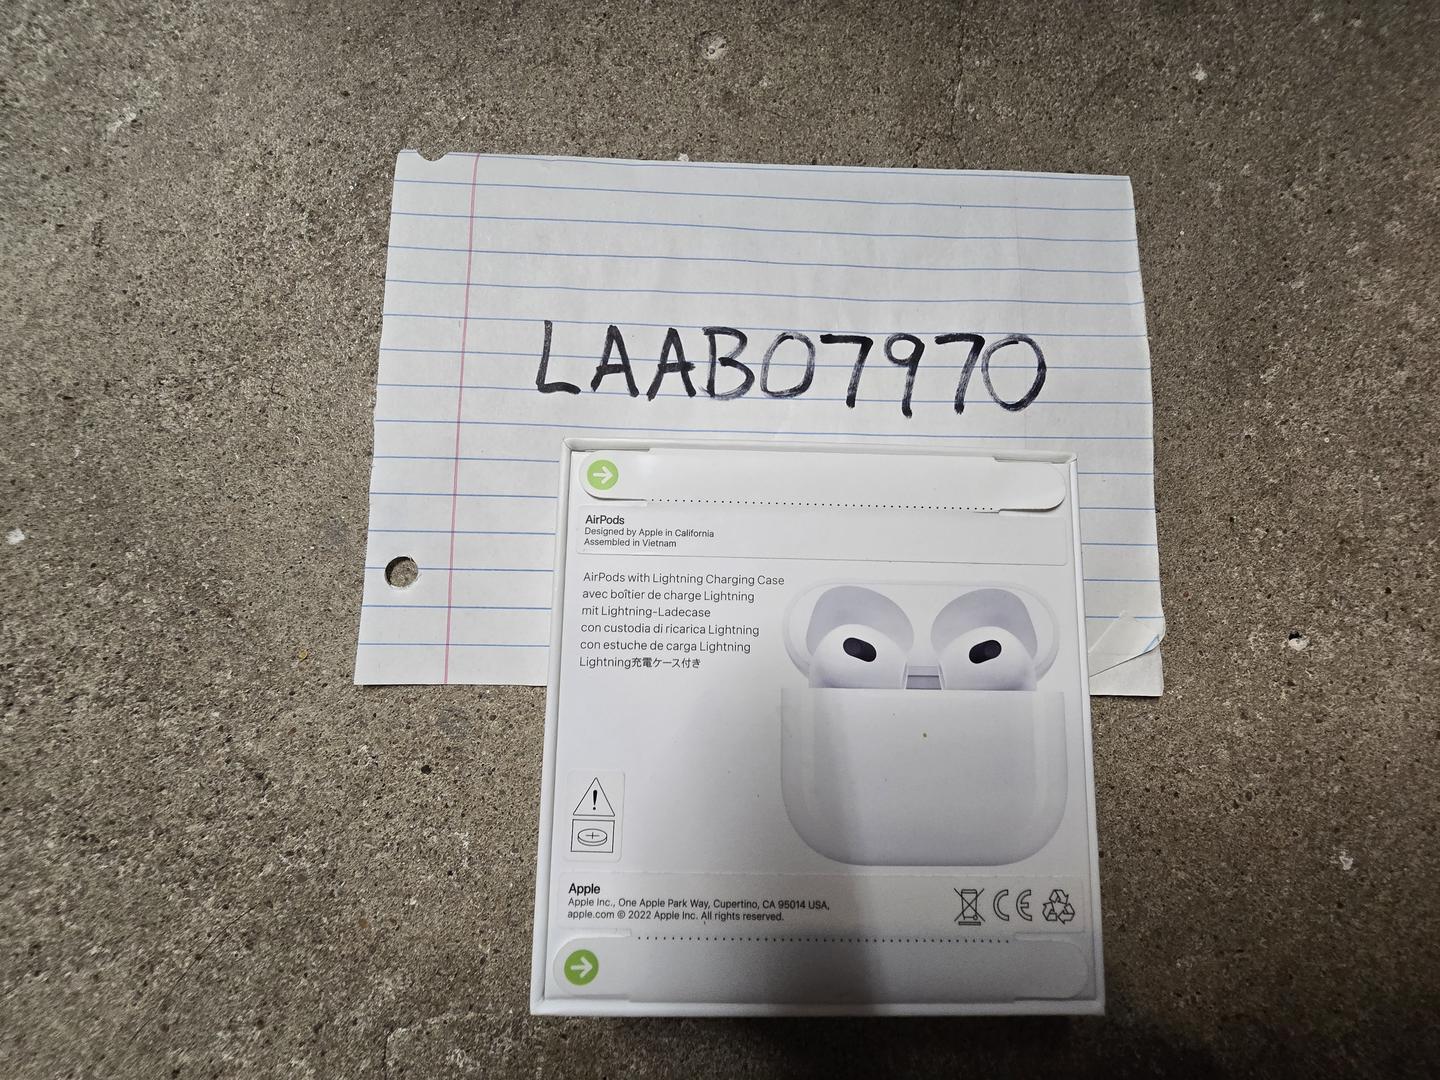 LAAB07970
AirPods
Designed by Apple in California
Assembled in Vietnam
AirPods with Lightning Charging Case
avec boîtier de charge Lightning
mit Lightning-Ladecase
con custodia di ricarica Lightning
con estuche de carga Lightning
Lightning充電ケース付き
Apple
Apple Inc., One Apple Park Way, Cupertino, CA 95014 USA,
apple.com © 2022 Apple Inc. All rights reserved.
CE